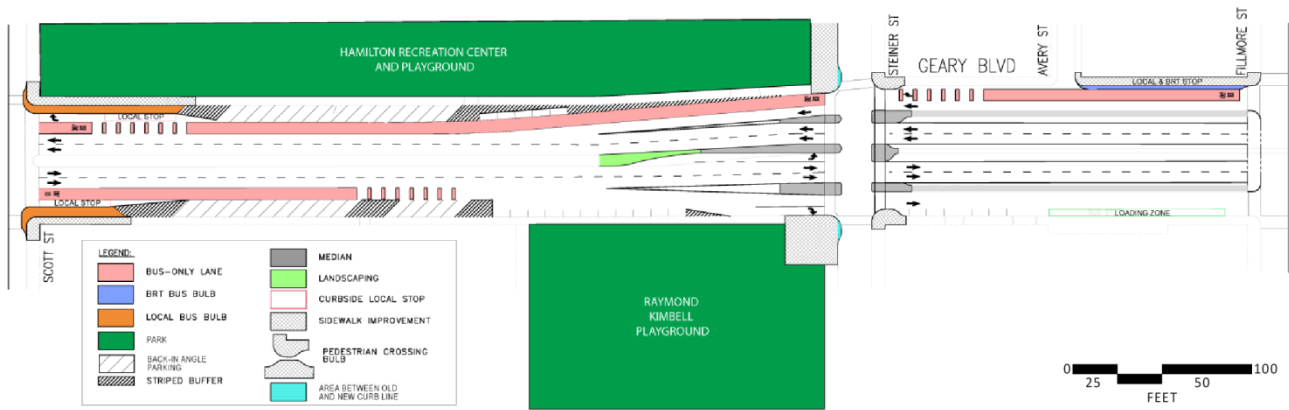 HAMILTON RECREATION CENTER
AND PLAYGROUND
STEINER ST
GEARY BLVD
AVERY ST
FILLMORE ST
LOCAL & BRT STOP
LOCAL STOP
LOCAL STOP
LOADING ZONE
SCOTT ST
LEGEND:
BUS-ONLY LANE
BRT BUS BULB
LOCAL BUS BULB
PARK
BACK-IN ANGLE
PARKING
STRIPED BUFFER
MEDIAN
LANDSCAPING
CURBSIDE LOCAL STOP
SIDEWALK IMPROVEMENT
PEDESTRIAN CROSSING
BULB
AREA BETWEEN OLD
AND NEW CURB LINE
RAYMOND
KIMBELL
PLAYGROUND
0 100
25 50
FEET